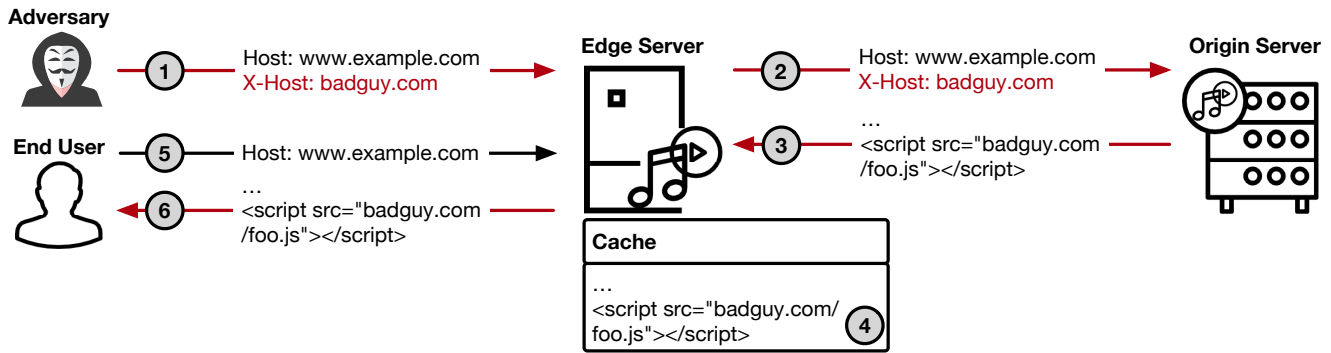 Adversary
1
Host: www.example.com
X-Host: badguy.com
Edge Server
2
Host: www.example.com
X-Host: badguy.com
Origin Server
3
…
<script src="badguy.com
/foo.js"></script>
End User
5
Host: www.example.com
6
…
<script src="badguy.com
/foo.js"></script>
Cache
…
<script src="badguy.com/
foo.js"></script>
4